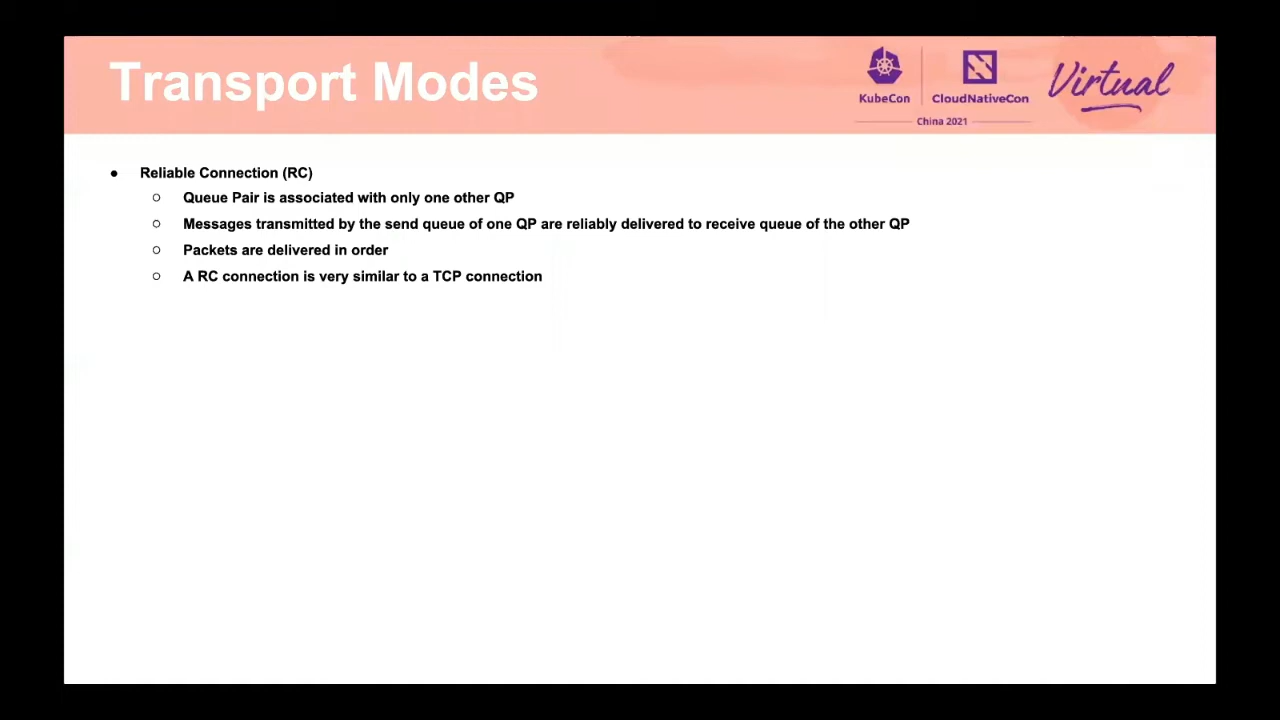 Transport Modes
KubeCon
CloudNativeCon
China 2021
Virtual
● Reliable Connection (RC)
○ Queue Pair is associated with only one other QP
○ Messages transmitted by the send queue of one QP are reliably delivered to receive queue of the other QP
○ Packets are delivered in order
○ A RC connection is very similar to a TCP connection